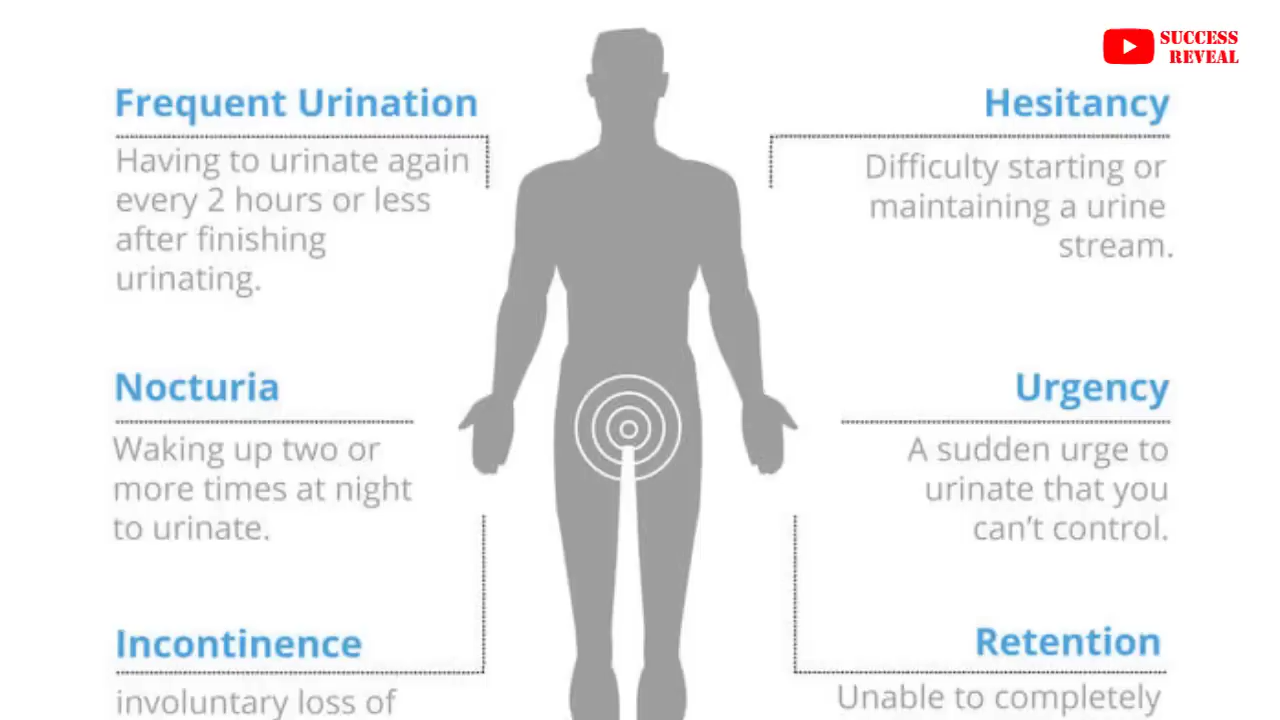 SUCCESS
REVEAL
Frequent Urination
Having to urinate again
every 2 hours or less
after finishing
urinating.
Hesitancy
Difficulty starting or
maintaining a urine
stream.
Nocturia
Waking up two or
more times at night
to urinate.
Urgency
A sudden urge to
urinate that you
can't control.
Incontinence
involuntary loss of
Retention
Unable to completely